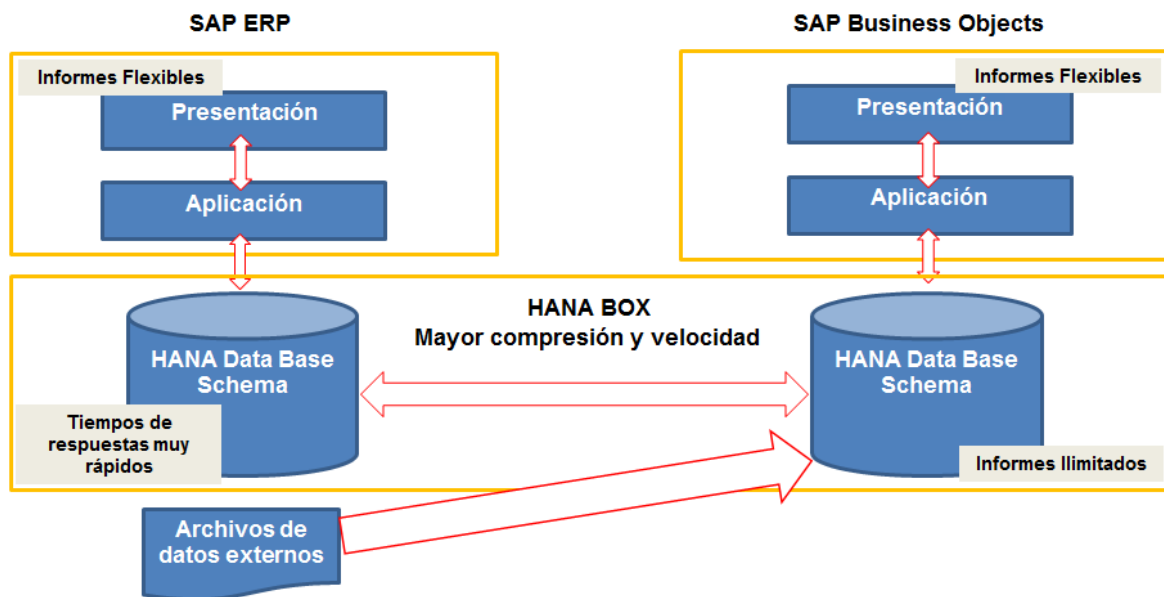 SAP ERP
SAP Business Objects
Informes Flexibles
Presentación
Aplicación
Informes Flexibles
Presentación
Aplicación
HANA BOX
Mayor compresión y velocidad
HANA Data Base
Schema
Tiempos de
respuestas muy
rápidos
HANA Data Base
Schema
Informes Ilimitados
Archivos de
datos externos